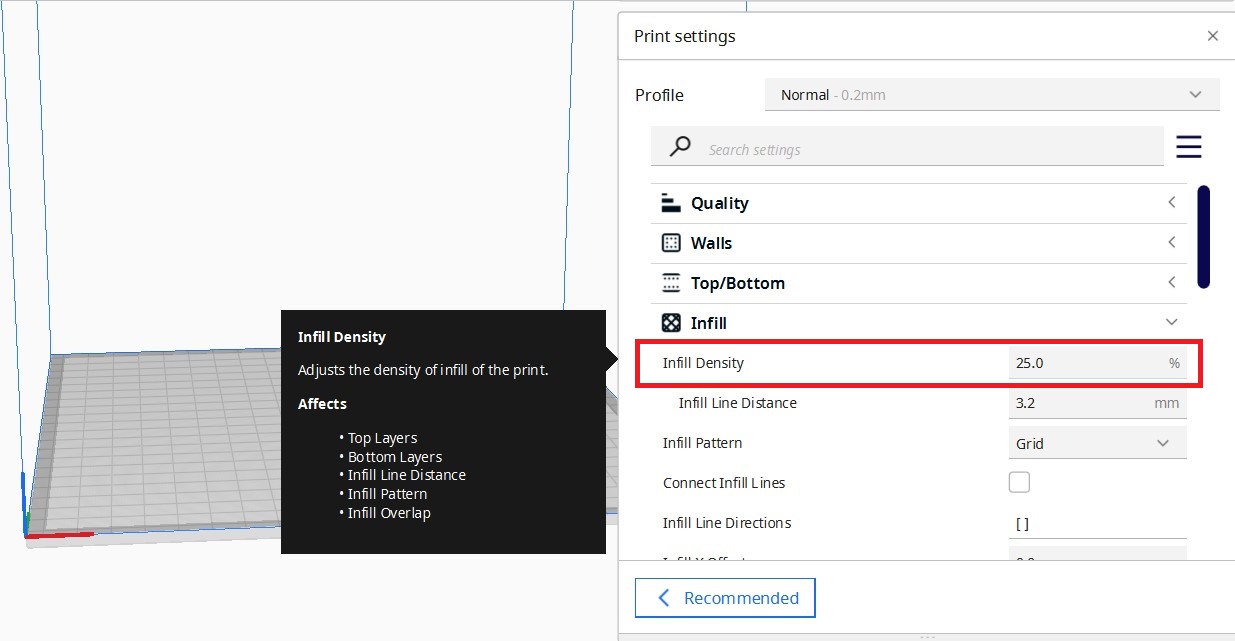 Print settings
Profile
Normal - 0.2mm
Search settings
Quality
Walls
Top/Bottom
Infill
Infill Density
25.0 %
Infill Line Distance
3.2 mm
Infill Pattern
Grid
Connect Infill Lines
Infill Line Directions
[ ]
Recommended
Infill Density
Adjusts the density of infill of the print.
Affects
• Top Layers
• Bottom Layers
• Infill Line Distance
• Infill Pattern
• Infill Overlap